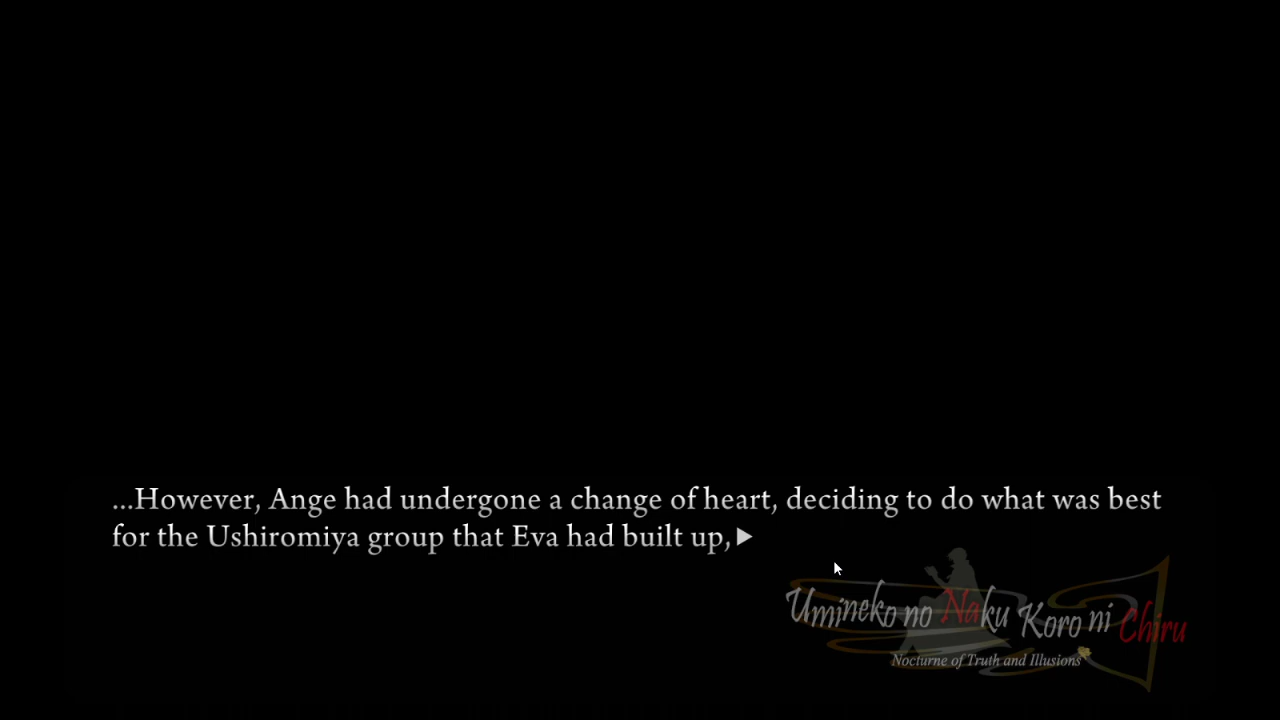 ...However, Ange had undergone a change of heart, deciding to do what was best
for the Ushiromiya group that Eva had built up,
Umineko no Naku Koro ni Chiru
Nocturne of Truth and Illusions